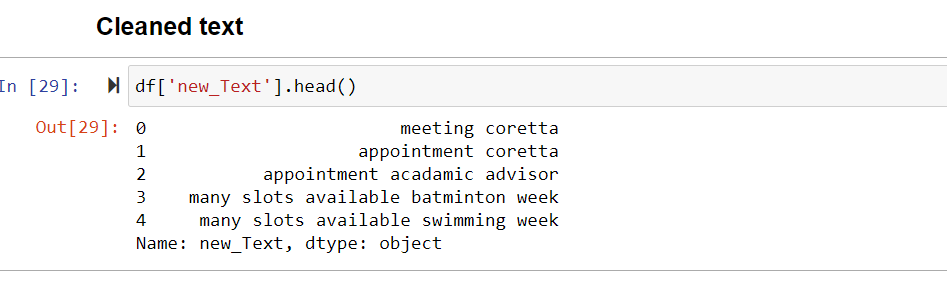 Cleaned text
In [29]: df['new_Text'].head()
Out[29]: 0 meeting coretta
1 appointment coretta
2 appointment acadamic advisor
3 many slots available batminton week
4 many slots available swimming week
Name: new_Text, dtype: object